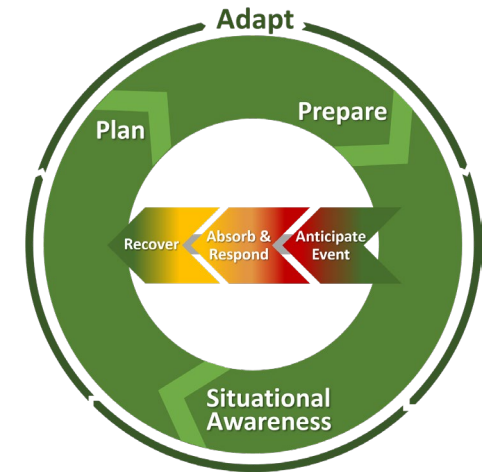 Adapt
Plan
Prepare
Recover
Absorb &
Respond
Anticipate
Event
Situational
Awareness